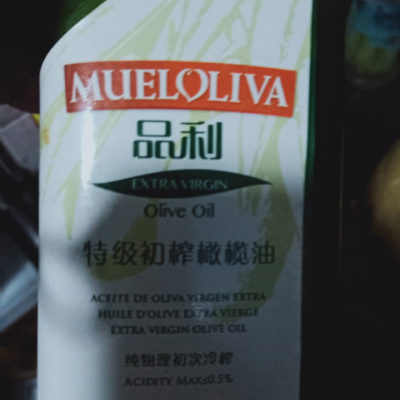 MUELOLIVA
品利
EXTRA VIRGIN
Olive Oil
特级初榨橄榄油
ACEITE DE OLIVA VIRGEN EXTRA
HUILE D'OLIVE EXTRA VIERGE
EXTRA VIRGIN OLIVE OIL
纯物理初次冷榨
ACIDITY MAX≤0.5%